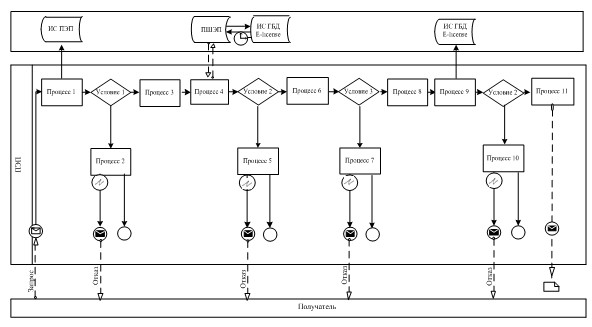 ИС ПЭП
ПШЭП
ИС ГБД
E-license
ИС ГБД
E-license
Процесс 1
Условие 1
Процесс 3
Процесс 4
Условие 2
Процесс 6
Условие 3
Процесс 8
Процесс 9
Условие 2
Процесс 11
Процесс 2
Процесс 5
Процесс 7
Процесс 10
Запрос
Отказ
Отказ
Отказ
Отказ
Получатель